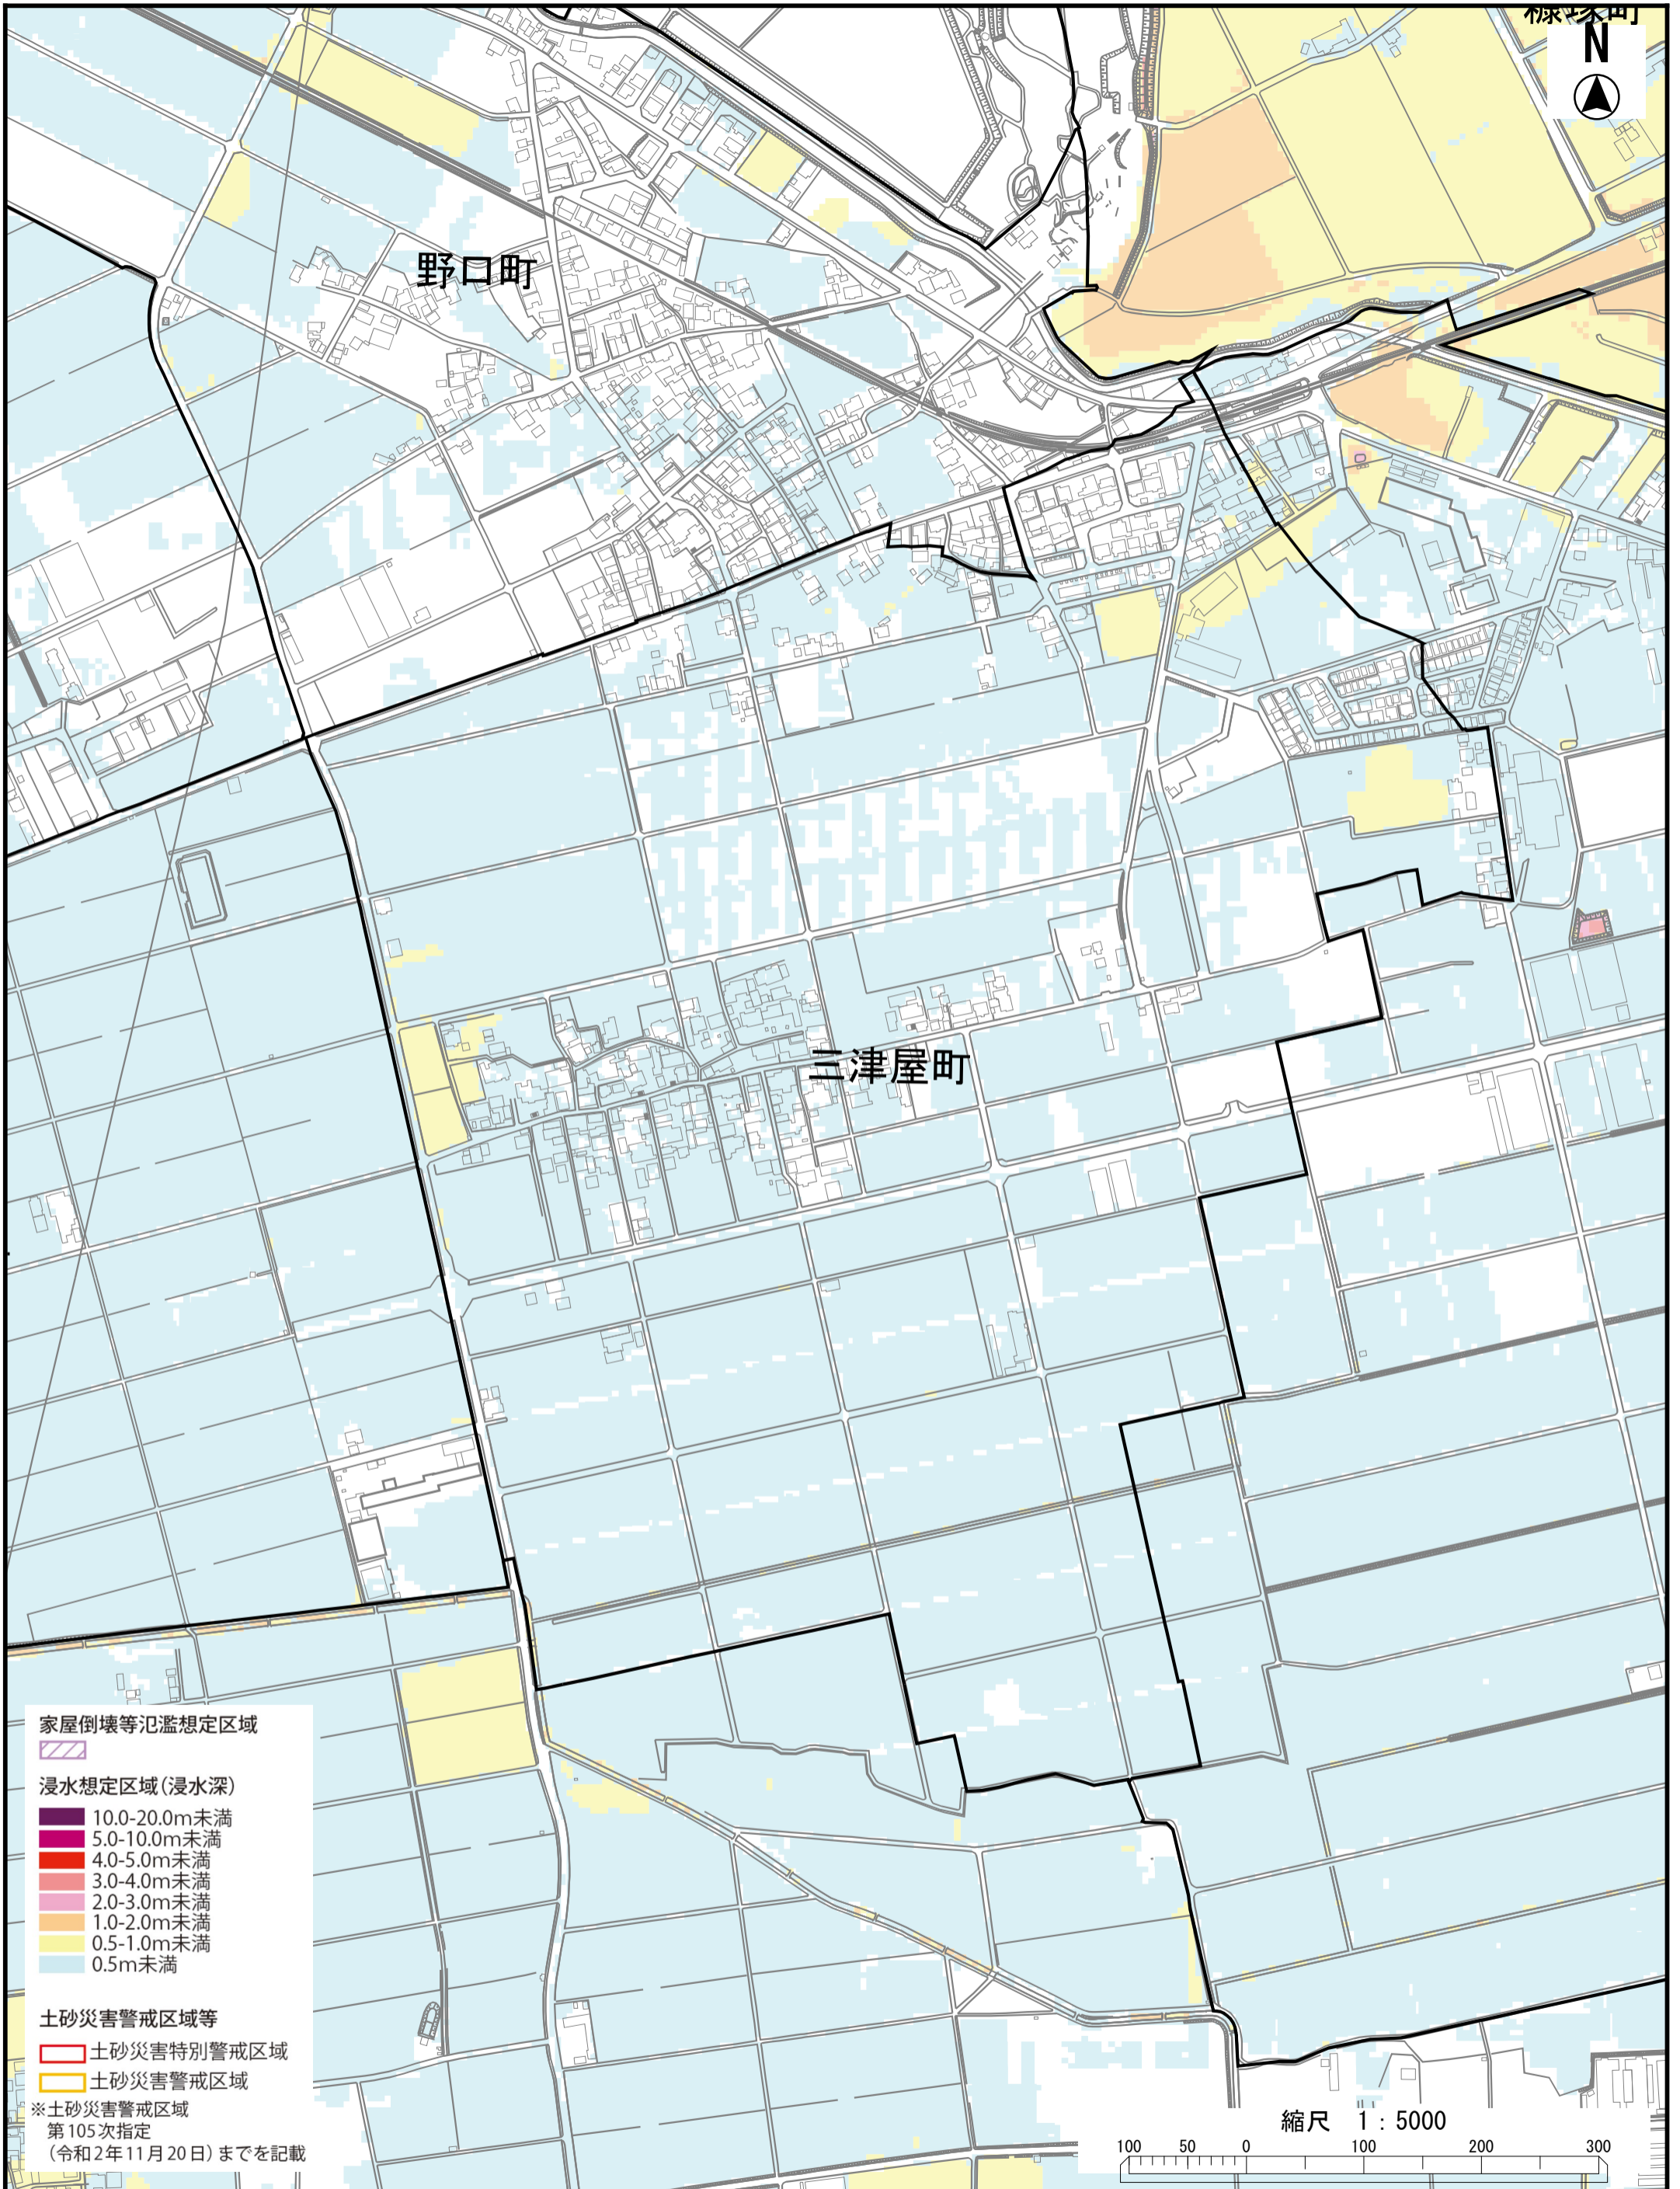 糠塚町
N
野口町
三津屋町
家屋倒壊等氾濫想定区域
浸水想定区域（浸水深）
10.0-20.0m未満
5.0-10.0m未満
4.0-5.0m未満
3.0-4.0m未満
2.0-3.0m未満
1.0-2.0m未満
0.5-1.0m未満
0.5m未満
土砂災害警戒区域等
土砂災害特別警戒区域
土砂災害警戒区域
※土砂災害警戒区域
第105次指定
（令和2年11月20日）までを記載
縮尺　1：5000
100 50 0 100 200 300